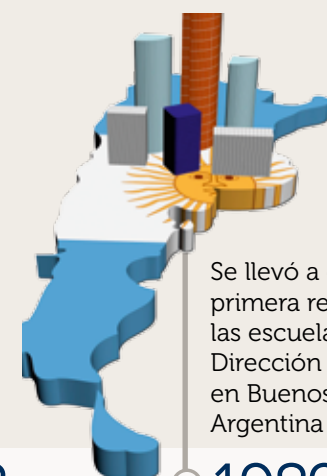 Se llevó a
primera re
las escuela
Dirección
en Buenos
Argentina